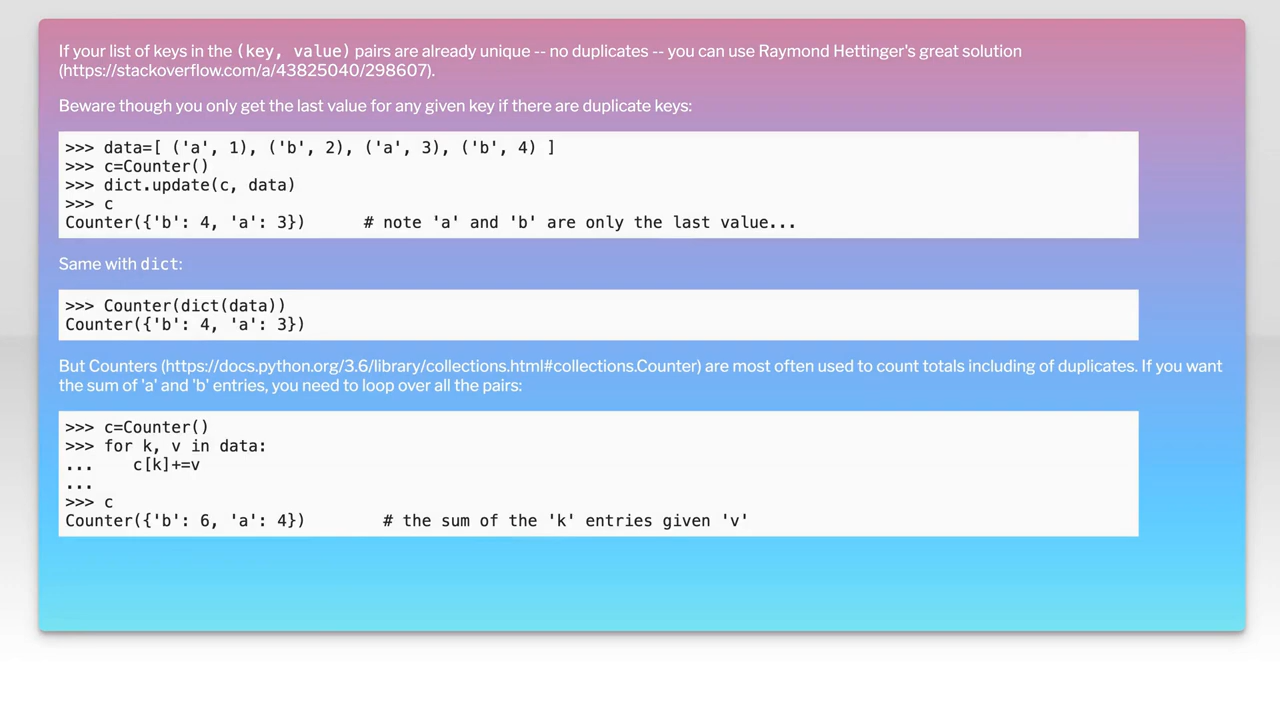 If your list of keys in the (key, value) pairs are already unique -- no duplicates -- you can use Raymond Hettinger's great solution
(https://stackoverflow.com/a/43825040/298607).
Beware though you only get the last value for any given key if there are duplicate keys:
>>> data=[ ('a', 1), ('b', 2), ('a', 3), ('b', 4) ]
>>> c=Counter()
>>> dict.update(c, data)
>>> c
Counter({'b': 4, 'a': 3})      # note 'a' and 'b' are only the last value...
Same with dict:
>>> Counter(dict(data))
Counter({'b': 4, 'a': 3})
But Counters (https://docs.python.org/3.6/library/collections.html#collections.Counter) are most often used to count totals including of duplicates. If you want
the sum of 'a' and 'b' entries, you need to loop over all the pairs:
>>> c=Counter()
>>> for k, v in data:
...    c[k]+=v
...
>>> c
Counter({'b': 6, 'a': 4})        # the sum of the 'k' entries given 'v'